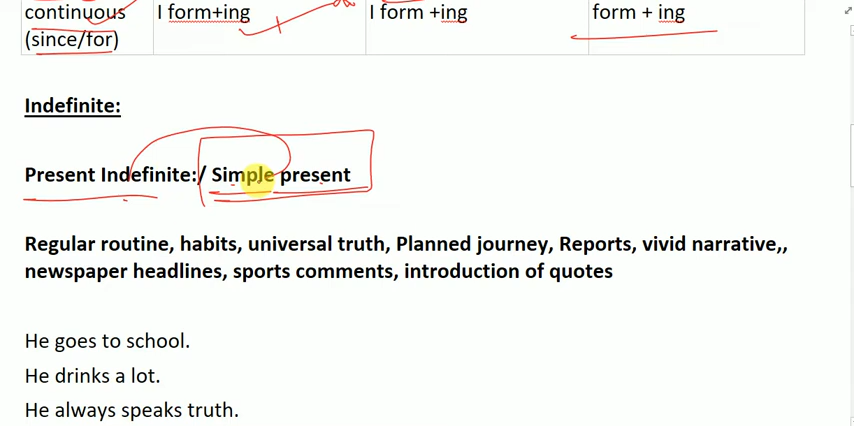 continuous I form+ing I form +ing form + ing
(since/for)
Indefinite:
Present Indefinite:/ Simple present
Regular routine, habits, universal truth, Planned journey, Reports, vivid narrative,,
newspaper headlines, sports comments, introduction of quotes
He goes to school.
He drinks a lot.
He always speaks truth.